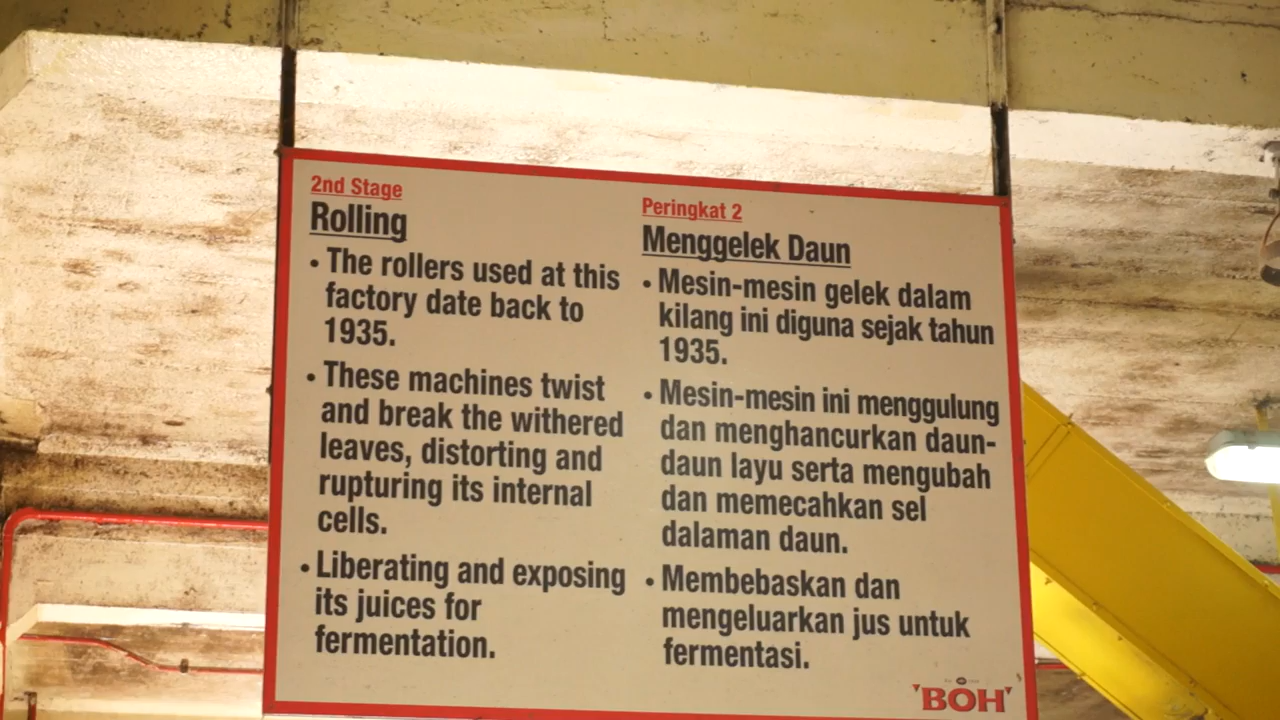 2nd Stage
Rolling
• The rollers used at this
factory date back to
1935.
• These machines twist
and break the withered
leaves, distorting and
rupturing its internal
cells.
• Liberating and exposing
its juices for
fermentation.
Peringkat 2
Menggelek Daun
• Mesin-mesin gelek dalam
kilang ini diguna sejak tahun
1935.
• Mesin-mesin ini menggulung
dan menghancurkan daun-
daun layu serta mengubah
dan memecahkan sel
dalaman daun.
• Membebaskan dan
mengeluarkan jus untuk
fermentasi.
BOH